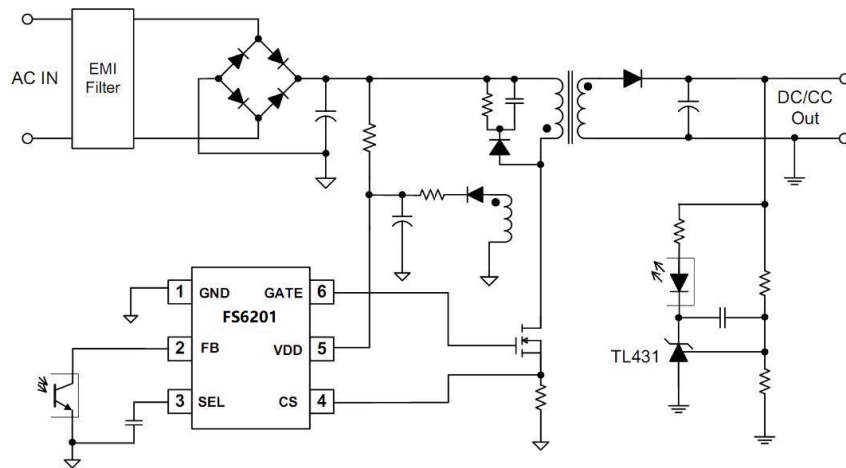 AC IN
EMI
Filter
DC/CC
Out
1
GND
GATE
6
FS6201
2
FB
VDD
5
3
SEL
CS
4
TL431